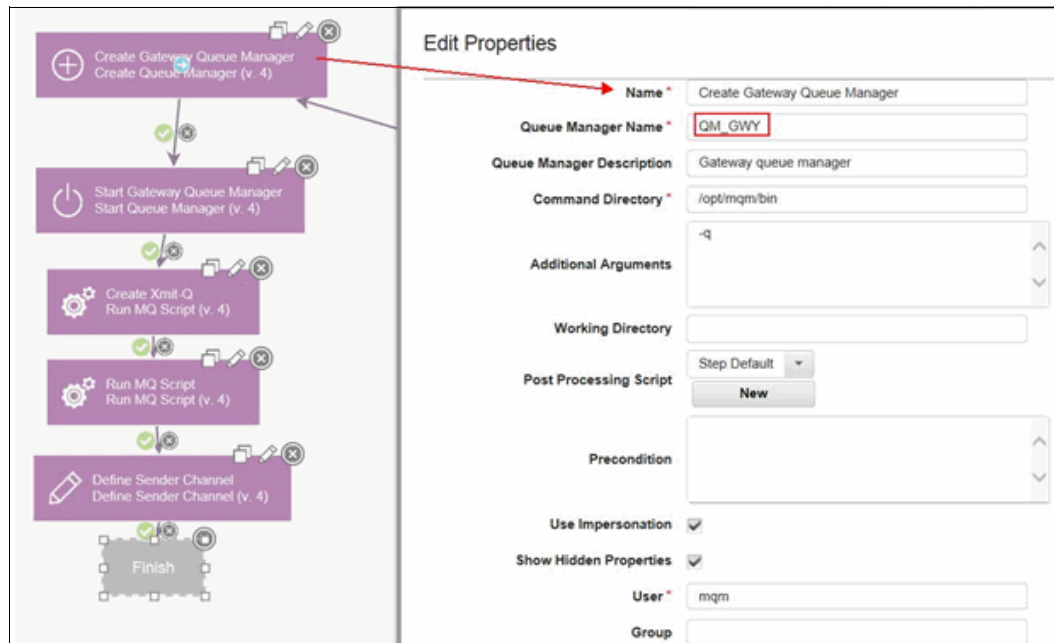 Create Gateway Queue Manager
Create Queue Manager (v. 4)
Start Gateway Queue Manager
Start Queue Manager (v. 4)
Create Xmit-Q
Run MQ Script (v. 4)
Run MQ Script
Run MQ Script (v. 4)
Define Sender Channel
Define Sender Channel (v. 4)
Finish
Edit Properties
Name * Create Gateway Queue Manager
Queue Manager Name * QM_GWY
Queue Manager Description Gateway queue manager
Command Directory * /opt/mqm/bin
Additional Arguments -q
Working Directory
Post Processing Script Step Default
New
Precondition
Use Impersonation
Show Hidden Properties
User * mqm
Group